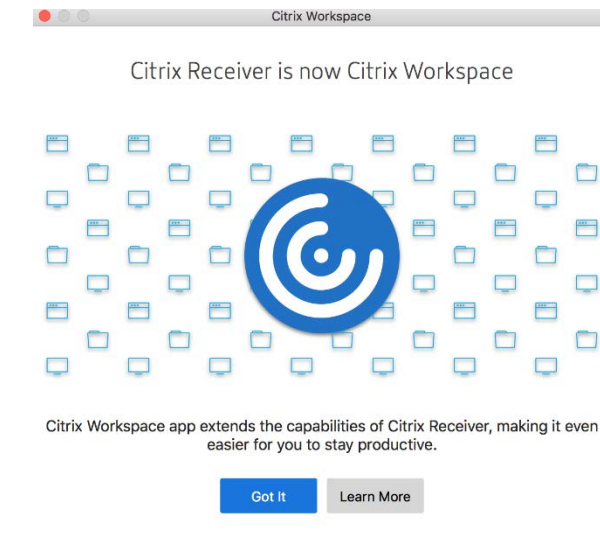 Citrix Workspace
Citrix Receiver is now Citrix Workspace
Citrix Workspace app extends the capabilities of Citrix Receiver, making it even
easier for you to stay productive.
Got It
Learn More